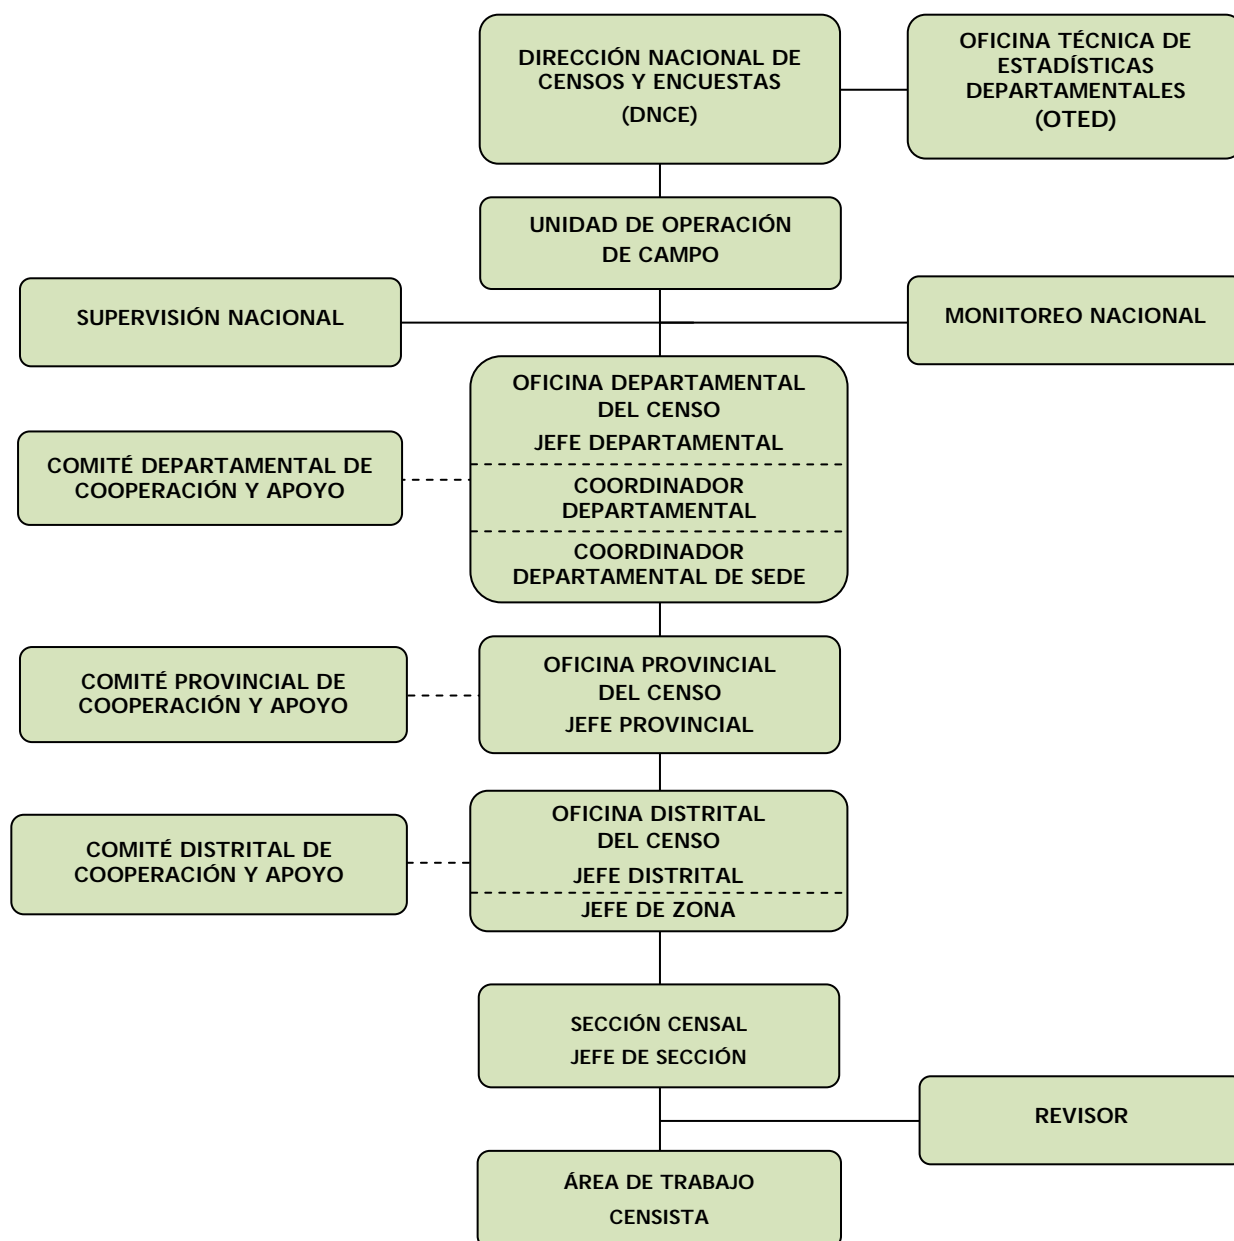 DIRECCIÓN NACIONAL DE
CENSOS Y ENCUESTAS
(DNCE)
OFICINA TÉCNICA DE
ESTADÍSTICAS
DEPARTAMENTALES
(OTED)
UNIDAD DE OPERACIÓN
DE CAMPO
SUPERVISIÓN NACIONAL
MONITOREO NACIONAL
OFICINA DEPARTAMENTAL
DEL CENSO
JEFE DEPARTAMENTAL
COORDINADOR
DEPARTAMENTAL
COORDINADOR
DEPARTAMENTAL DE SEDE
COMITÉ DEPARTAMENTAL DE
COOPERACIÓN Y APOYO
OFICINA PROVINCIAL
DEL CENSO
JEFE PROVINCIAL
COMITÉ PROVINCIAL DE
COOPERACIÓN Y APOYO
OFICINA DISTRITAL
DEL CENSO
JEFE DISTRITAL
JEFE DE ZONA
COMITÉ DISTRITAL DE
COOPERACIÓN Y APOYO
SECCIÓN CENSAL
JEFE DE SECCIÓN
REVISOR
ÁREA DE TRABAJO
CENSISTA